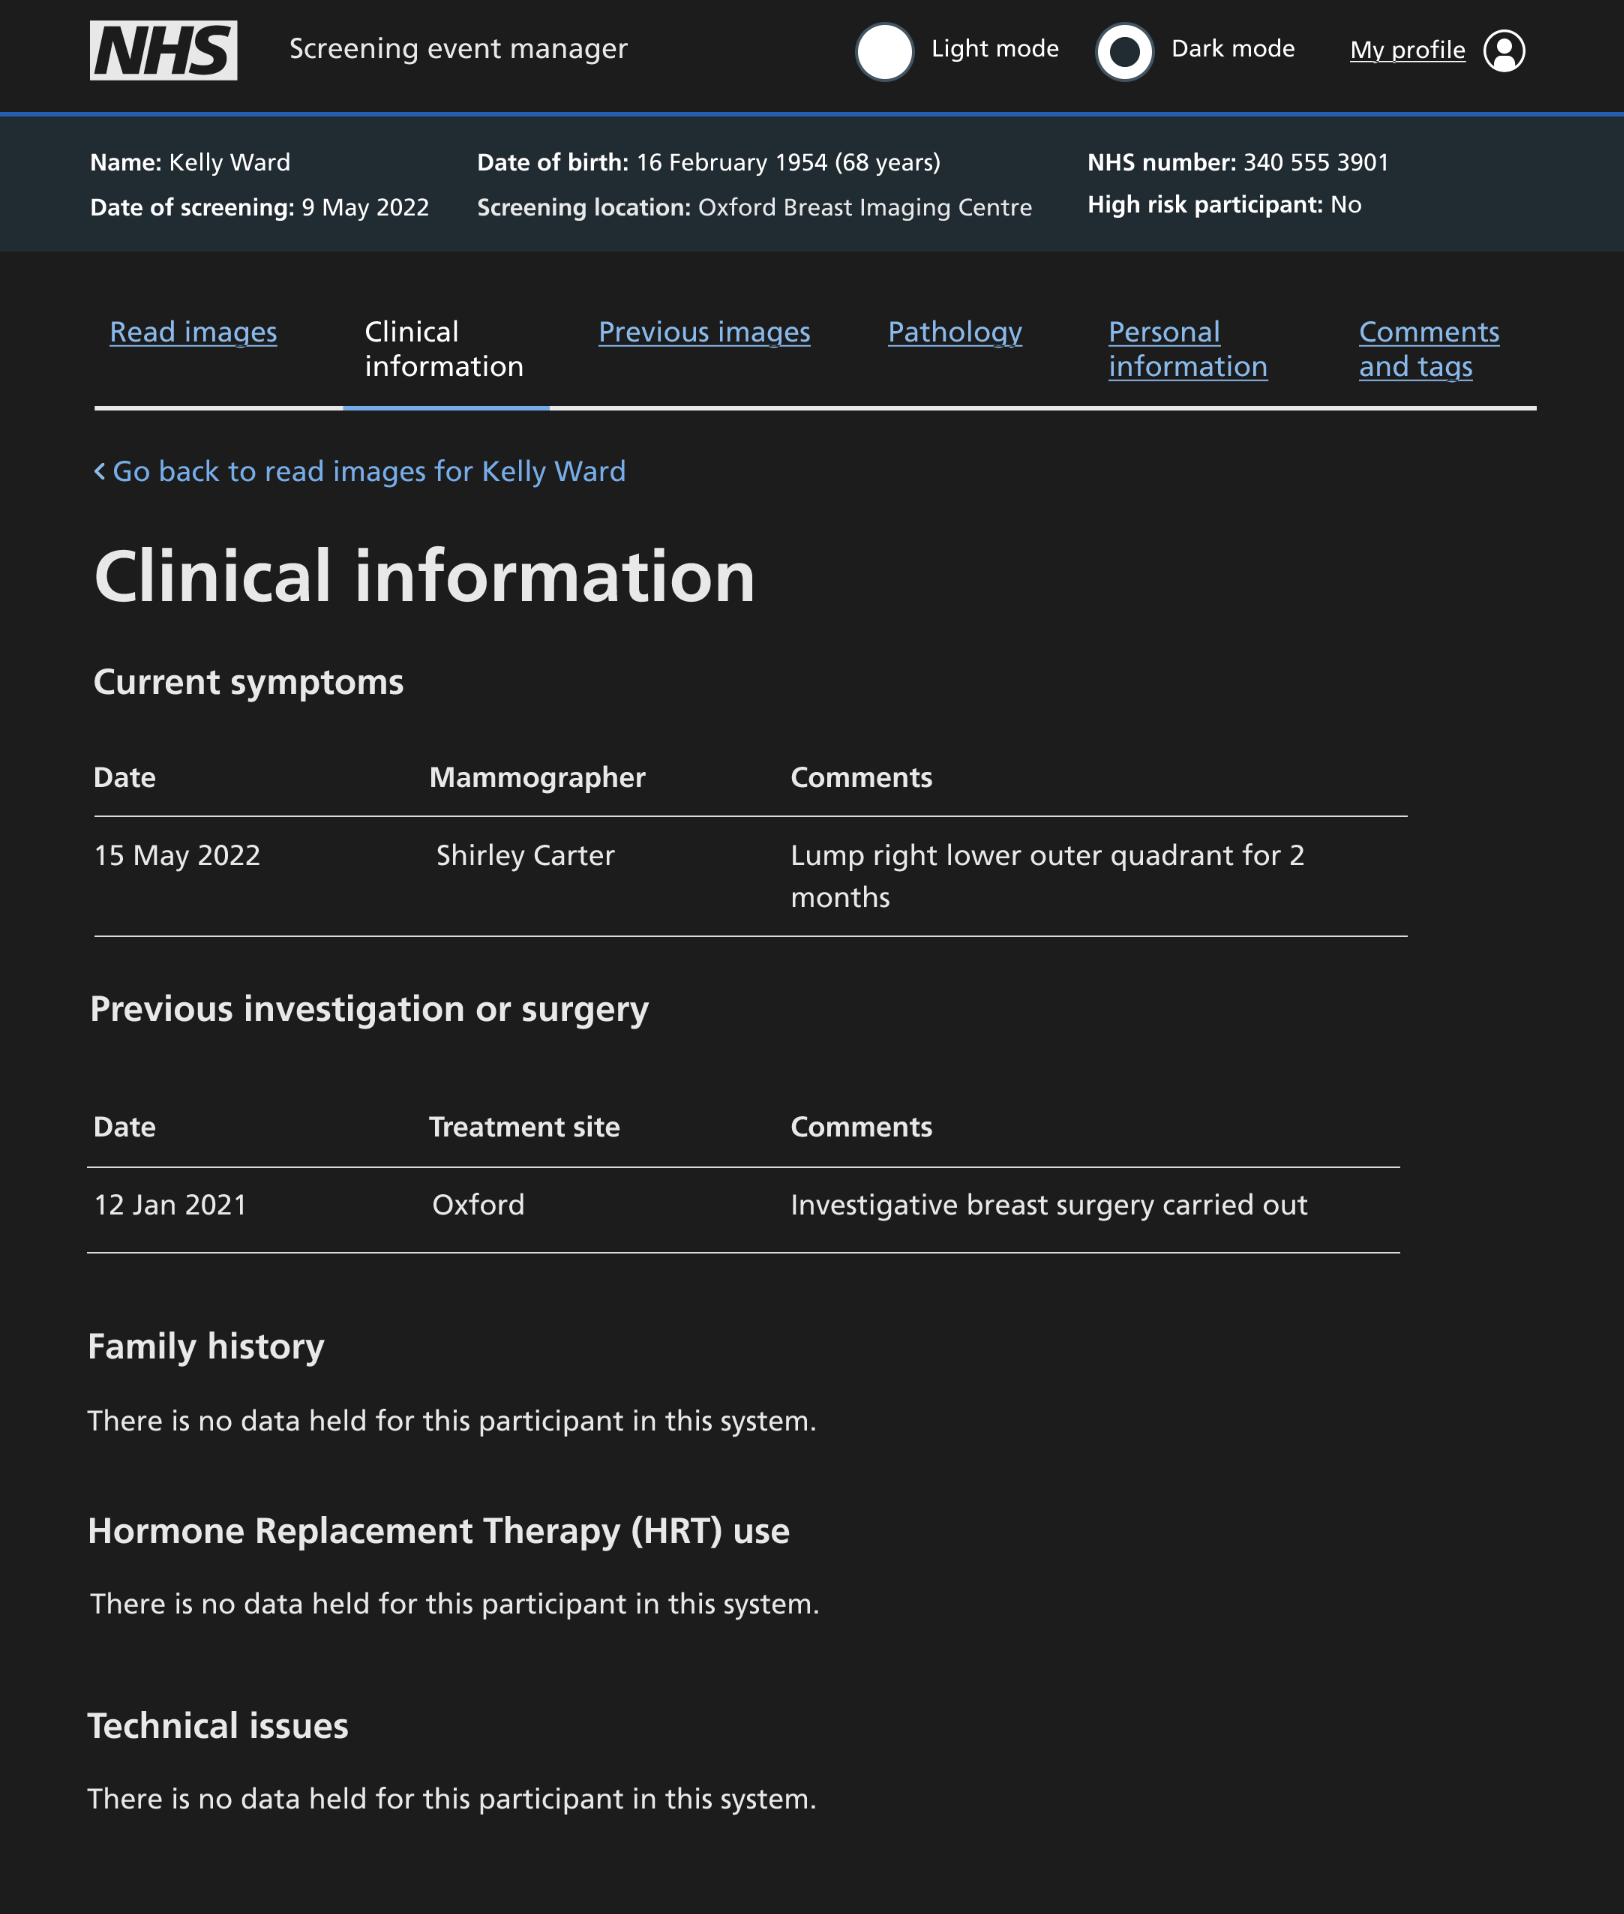 NHS Screening event manager Light mode Dark mode My profile
Name: Kelly Ward Date of birth: 16 February 1954 (68 years) NHS number: 340 555 3901
Date of screening: 9 May 2022 Screening location: Oxford Breast Imaging Centre High risk participant: No
Read images Clinical Previous images Pathology Personal Comments
information information and tags
Go back to read images for Kelly Ward
Clinical information
Current symptoms
Date Mammographer Comments
15 May 2022 Shirley Carter Lump right lower outer quadrant for 2
months
Previous investigation or surgery
Date Treatment site Comments
12 Jan 2021 Oxford Investigative breast surgery carried out
Family history
There is no data held for this participant in this system.
Hormone Replacement Therapy (HRT) use
There is no data held for this participant in this system.
Technical issues
There is no data held for this participant in this system.